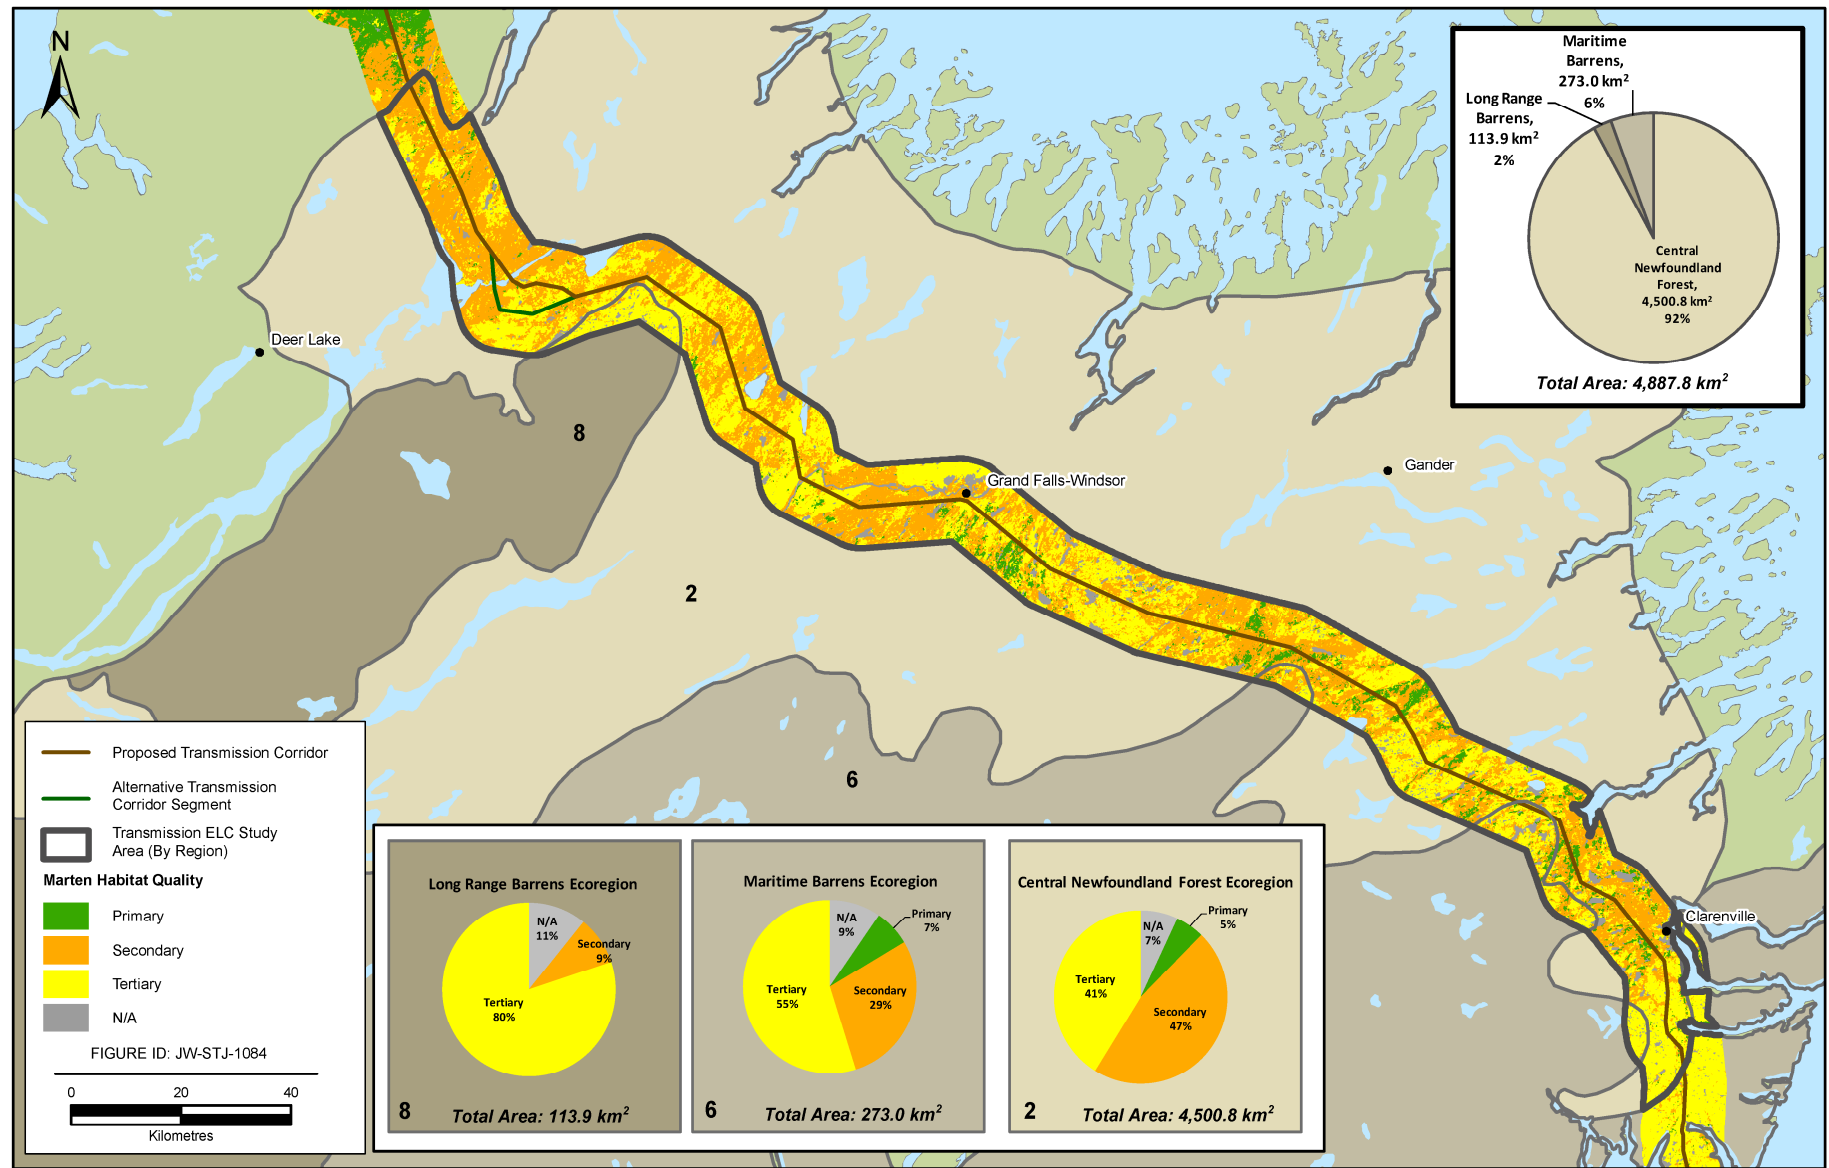 N
Maritime
Barrens,
273.0 km²
6%
Long Range
Barrens,
113.9 km²
2%
Central
Newfoundland
Forest,
4,500.8 km²
92%
Total Area: 4,887.8 km²
Deer Lake
8
Grand Falls-Windsor
Gander
2
6
Clarenville
Proposed Transmission Corridor
Alternative Transmission
Corridor Segment
Transmission ELC Study
Area (By Region)
Marten Habitat Quality
Primary
Secondary
Tertiary
N/A
FIGURE ID: JW-STJ-1084
0 20 40
Kilometres
Long Range Barrens Ecoregion
N/A
11%
Secondary
9%
Tertiary
80%
8 Total Area: 113.9 km²
Maritime Barrens Ecoregion
N/A
9%
Primary
7%
Tertiary
55%
Secondary
29%
6 Total Area: 273.0 km²
Central Newfoundland Forest Ecoregion
N/A
7%
Primary
5%
Tertiary
41%
Secondary
47%
2 Total Area: 4,500.8 km²